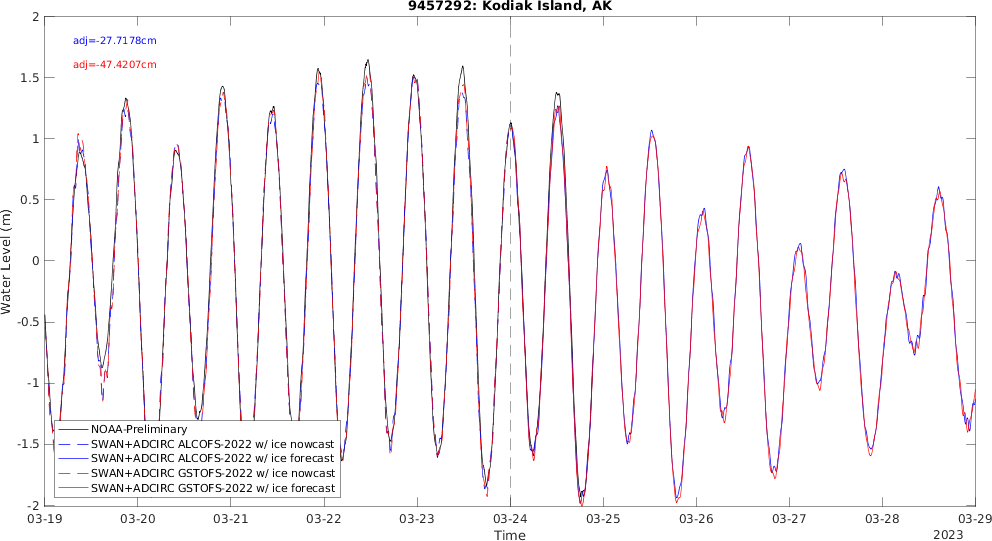 9457292: Kodiak Island, AK
adj=-27.7178cm
adj=-47.4207cm
Water Level (m)
2
1.5
1
0.5
0
-0.5
-1
-1.5
-2
NOAA-Preliminary
SWAN+ADCIRC ALCOFS-2022 w/ ice nowcast
SWAN+ADCIRC ALCOFS-2022 w/ ice forecast
SWAN+ADCIRC GSTOFS-2022 w/ ice nowcast
SWAN+ADCIRC GSTOFS-2022 w/ ice forecast
03-19 03-20 03-21 03-22 03-23 03-24 03-25 03-26 03-27 03-28 03-29
Time
2023